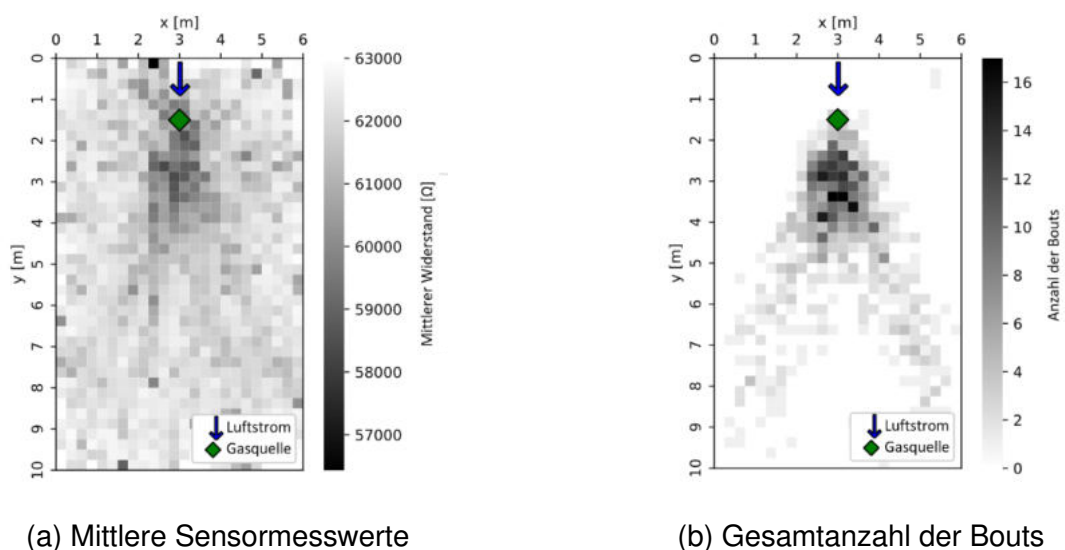 x [m]
0 1 2 3 4 5 6
0
1
2
3
4
5
6
7
8
9
10
y [m]
Luftstrom
Gasquelle
63000
62000
61000
60000
59000
58000
57000
Mittlerer Widerstand [Ω]
(a) Mittlere Sensormesswerte
x [m]
0 1 2 3 4 5 6
0
1
2
3
4
5
6
7
8
9
10
y [m]
Luftstrom
Gasquelle
16
14
12
10
8
6
4
2
0
Anzahl der Bouts
(b) Gesamtanzahl der Bouts